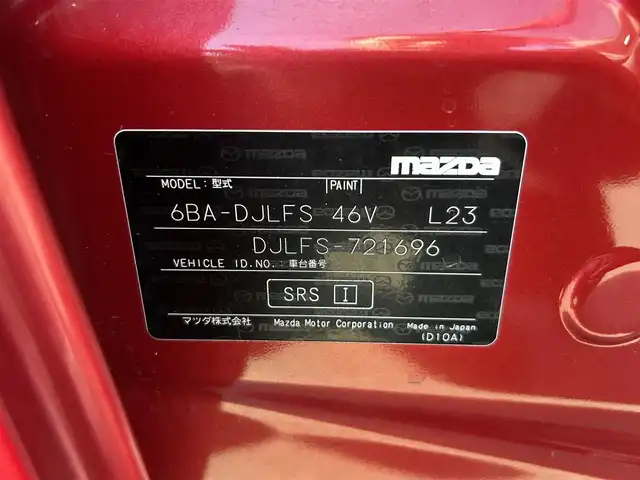 mazda
MODEL:型式 |PAINT|
6BA-DJLFS 46V L23
DJLFS-721696
VEHICLE ID.NO.:車台番号
SRS I
マツダ株式会社 Mazda Motor Corporation Made in Japan
(D10A)